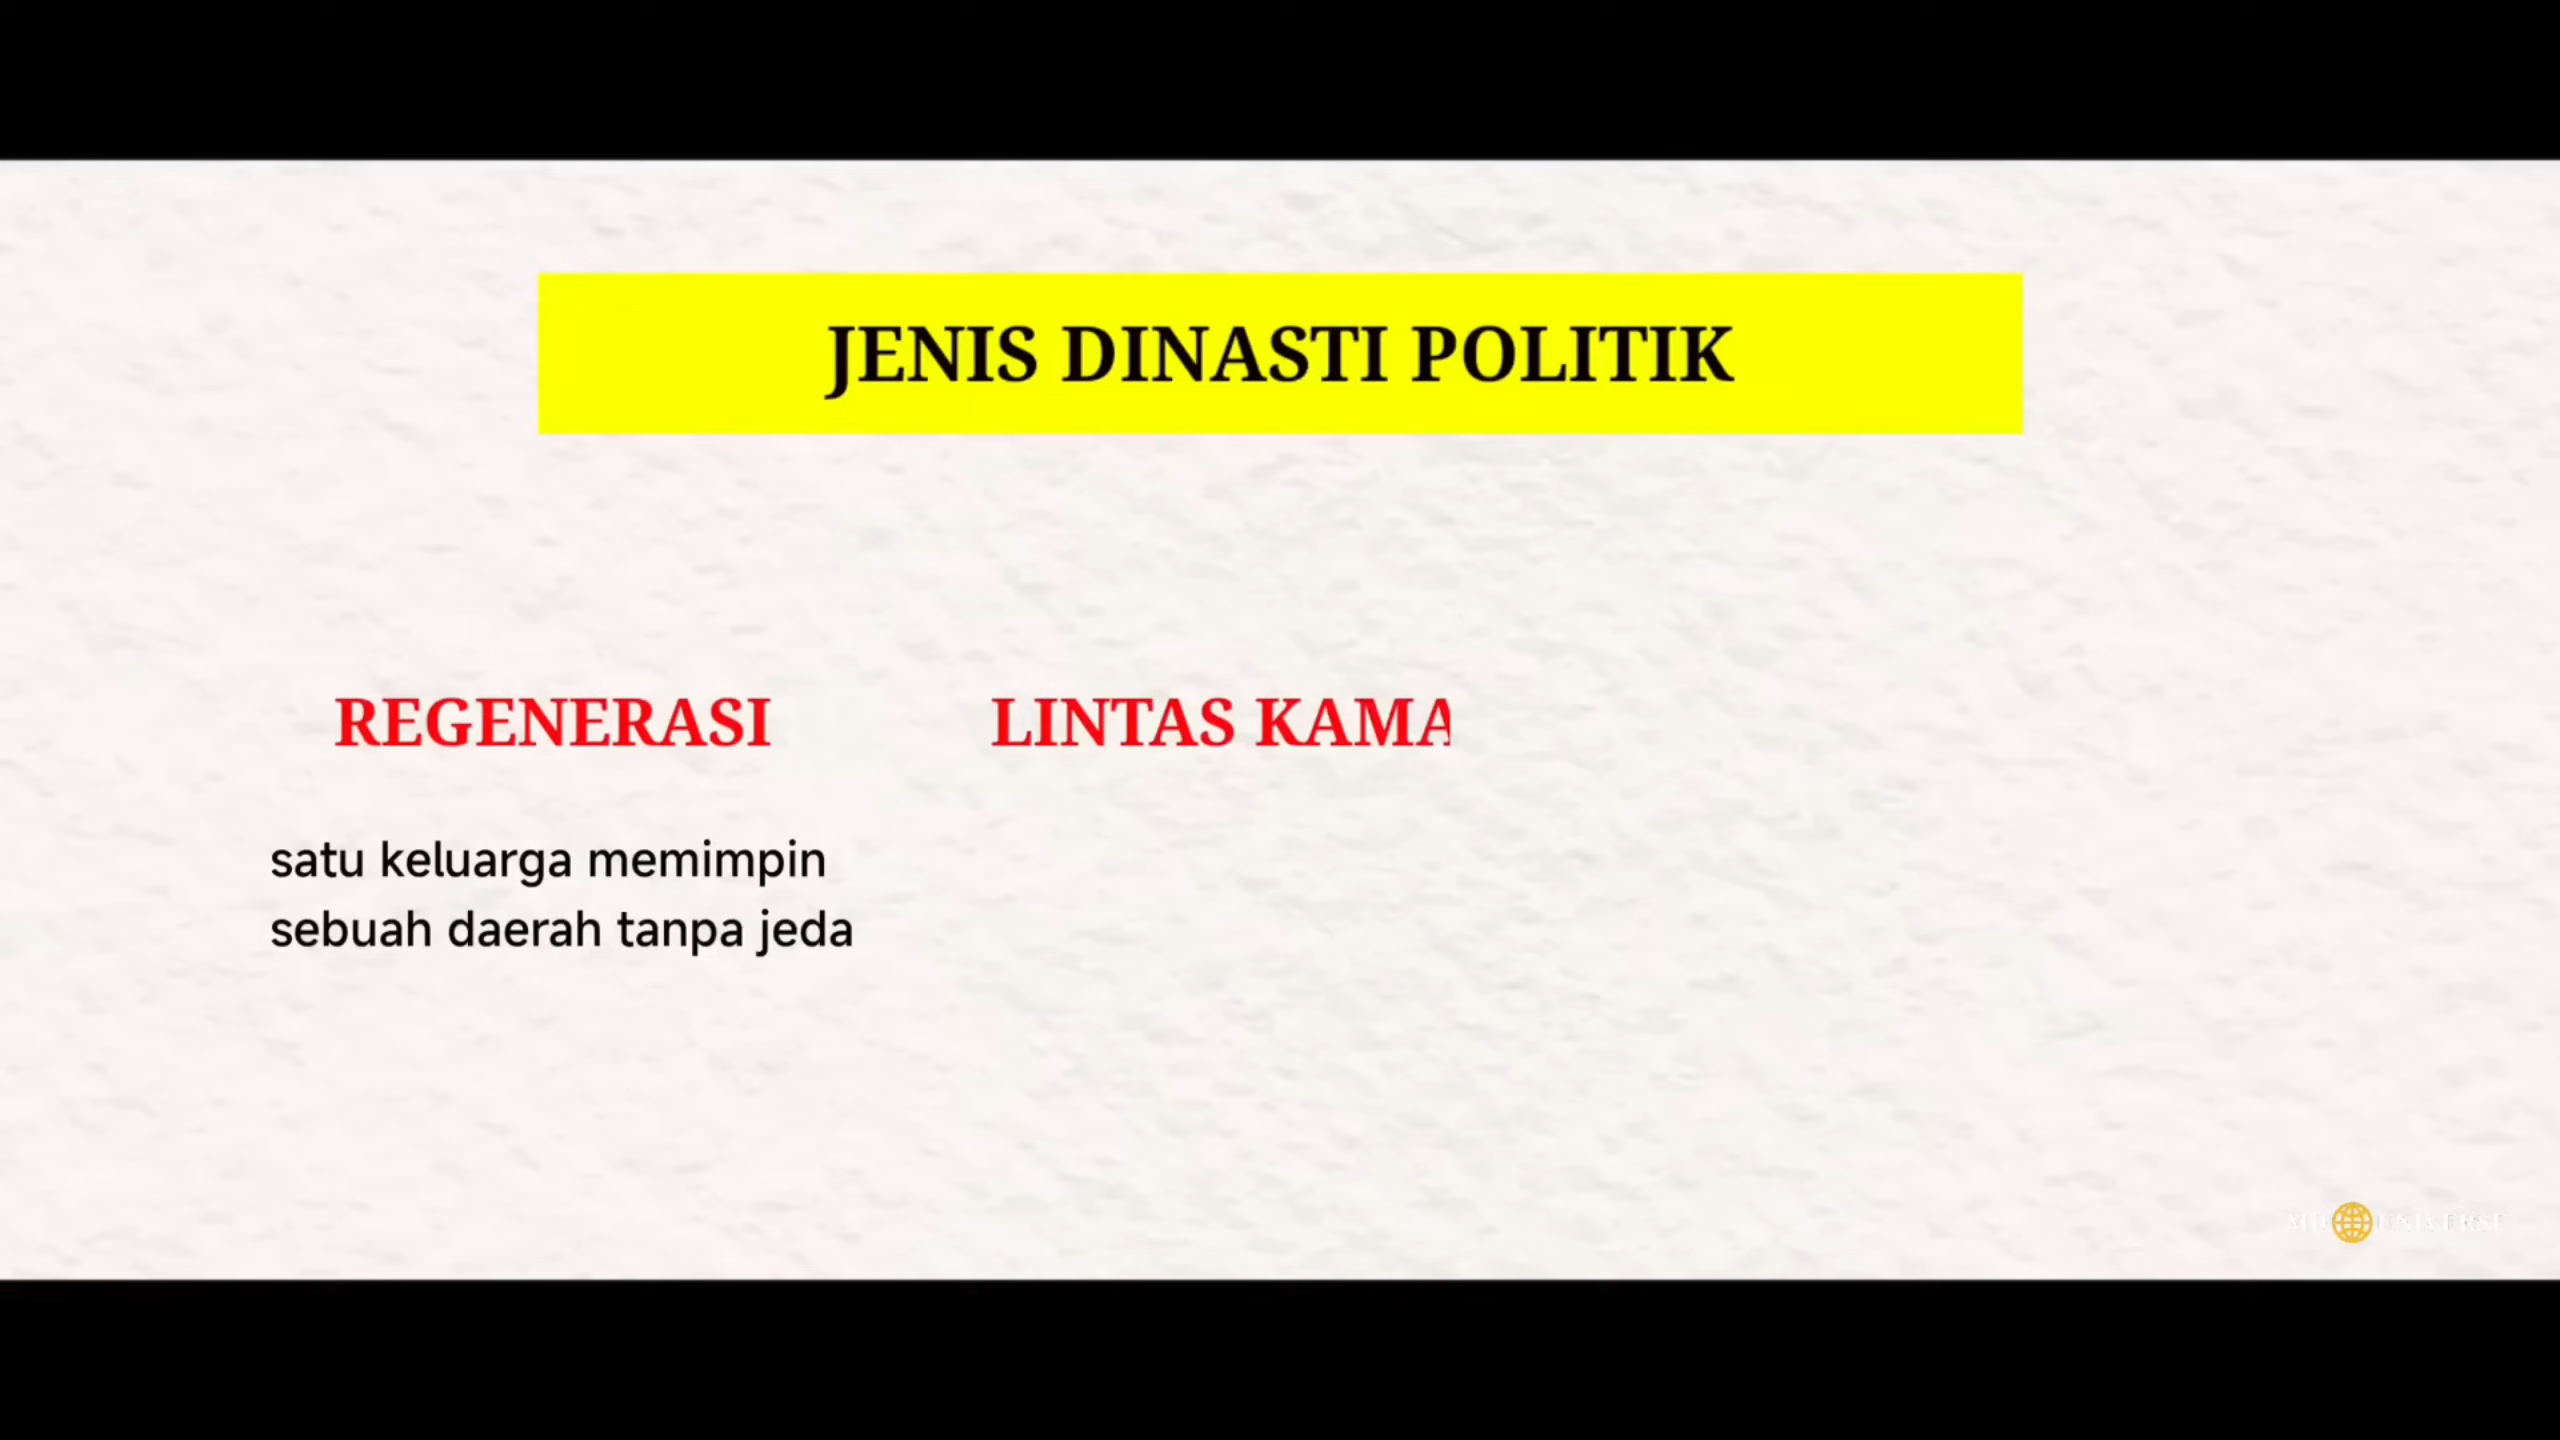 JENIS DINASTI POLITIK
REGENERASI
LINTAS KAMA
satu keluarga memimpin
sebuah daerah tanpa jeda